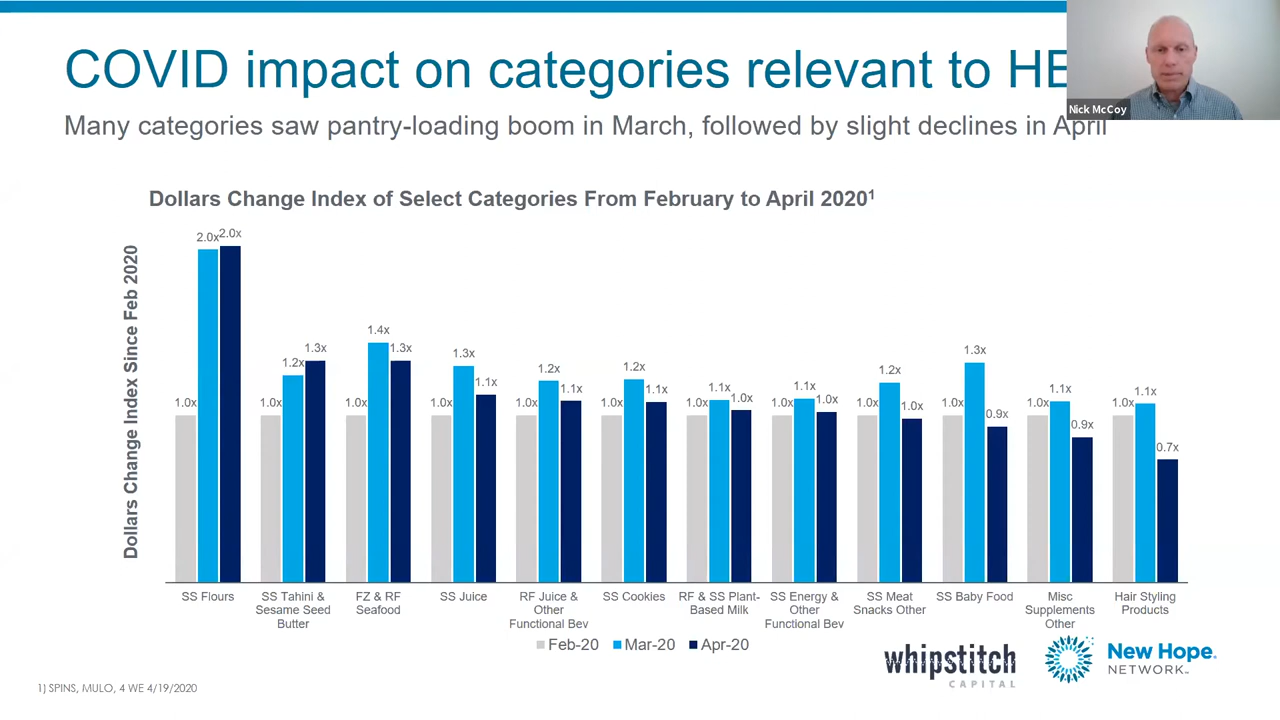 COVID impact on categories relevant to HE
Nick McCoy
Many categories saw pantry-loading boom in March, followed by slight declines in April
Dollars Change Index of Select Categories From February to April 2020¹
Dollars Change Index Since Feb 2020
1.0x 2.0x 2.0x
1.0x 1.2x 1.3x
1.0x 1.4x 1.3x
1.0x 1.3x 1.1x
1.0x 1.2x 1.1x
1.0x 1.2x 1.1x
1.0x 1.1x 1.0x
1.0x 1.1x 1.0x
1.0x 1.2x 1.0x
1.0x 1.3x 0.9x
1.0x 1.1x 0.9x
1.0x 1.1x 0.7x
SS Flours
SS Tahini &
Sesame Seed
Butter
FZ & RF
Seafood
SS Juice
RF Juice &
Other
Functional Bev
SS Cookies
RF & SS Plant-
Based Milk
SS Energy &
Other
Functional Bev
SS Meat
Snacks Other
SS Baby Food
Misc
Supplements
Other
Hair Styling
Products
Feb-20 Mar-20 Apr-20
whipstitch
CAPITAL
New Hope
NETWORK
1) SPINS, MULO, 4 WE 4/19/2020